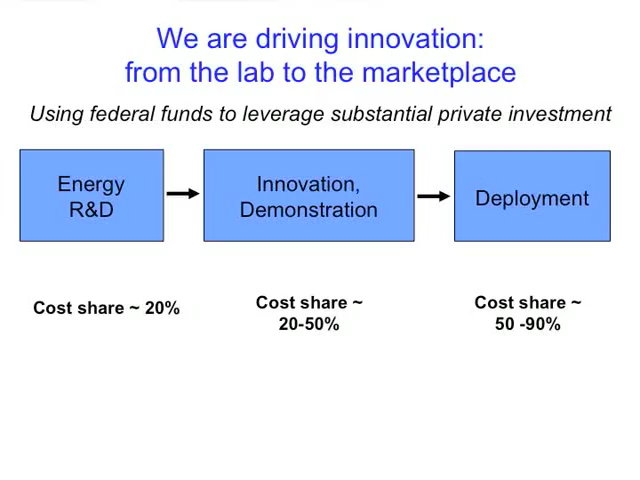 We are driving innovation:
from the lab to the marketplace
Using federal funds to leverage substantial private investment
Energy
R&D
Innovation,
Demonstration
Deployment
Cost share ~ 20%
Cost share ~
20-50%
Cost share ~
50 -90%